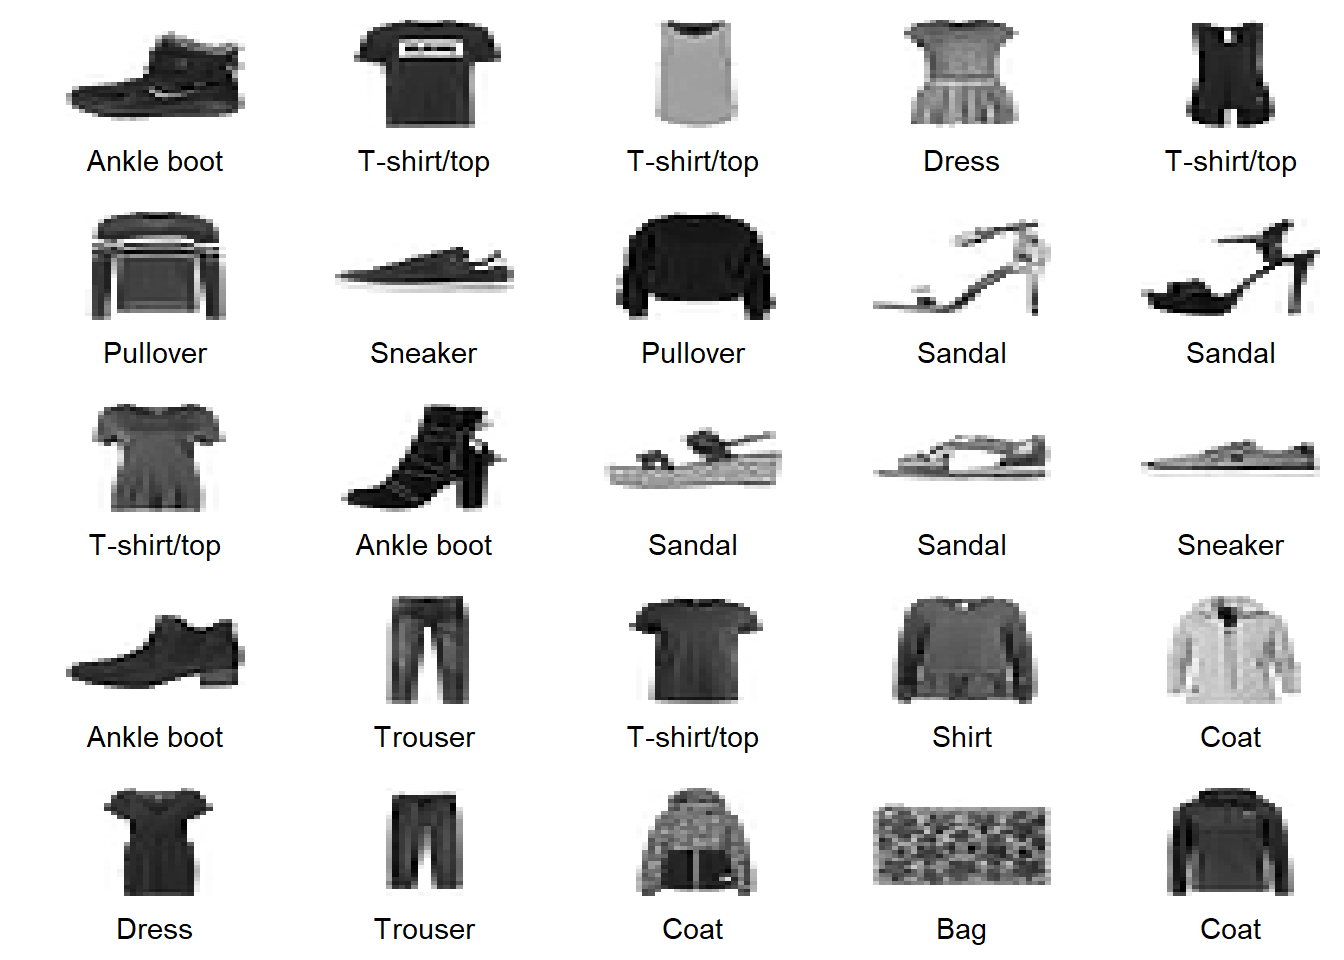 Ankle boot T-shirt/top T-shirt/top Dress T-shirt/top
Pullover Sneaker Pullover Sandal Sandal
T-shirt/top Ankle boot Sandal Sandal Sneaker
Ankle boot Trouser T-shirt/top Shirt Coat
Dress Trouser Coat Bag Coat